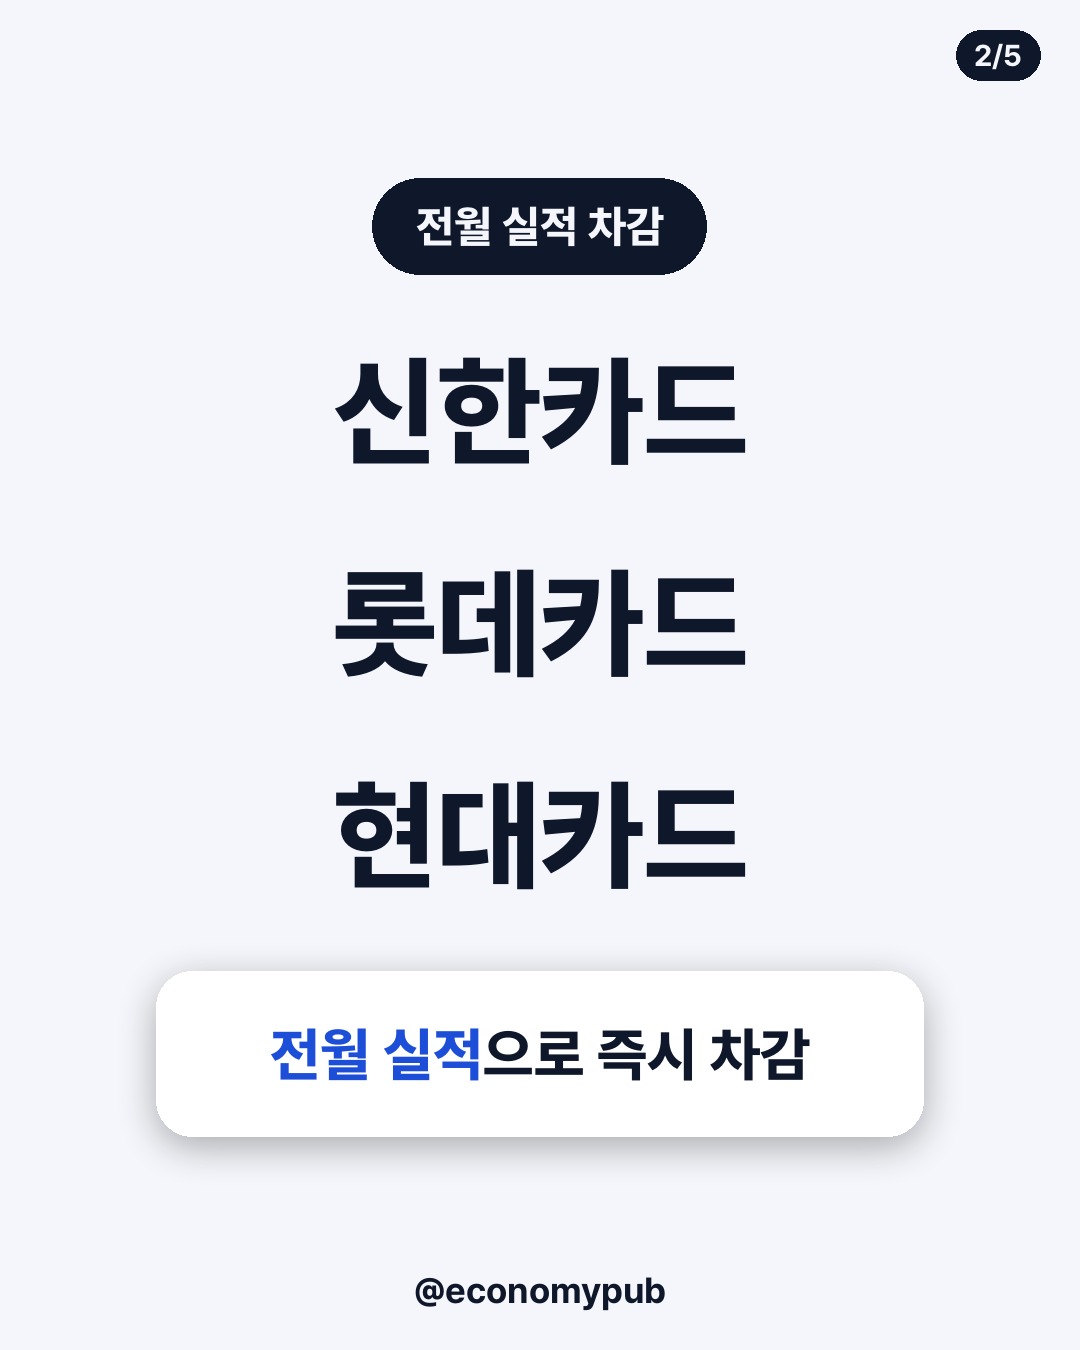 2/5
전월 실적 차감
신한카드
롯데카드
현대카드
전월 실적으로 즉시 차감
@economypub